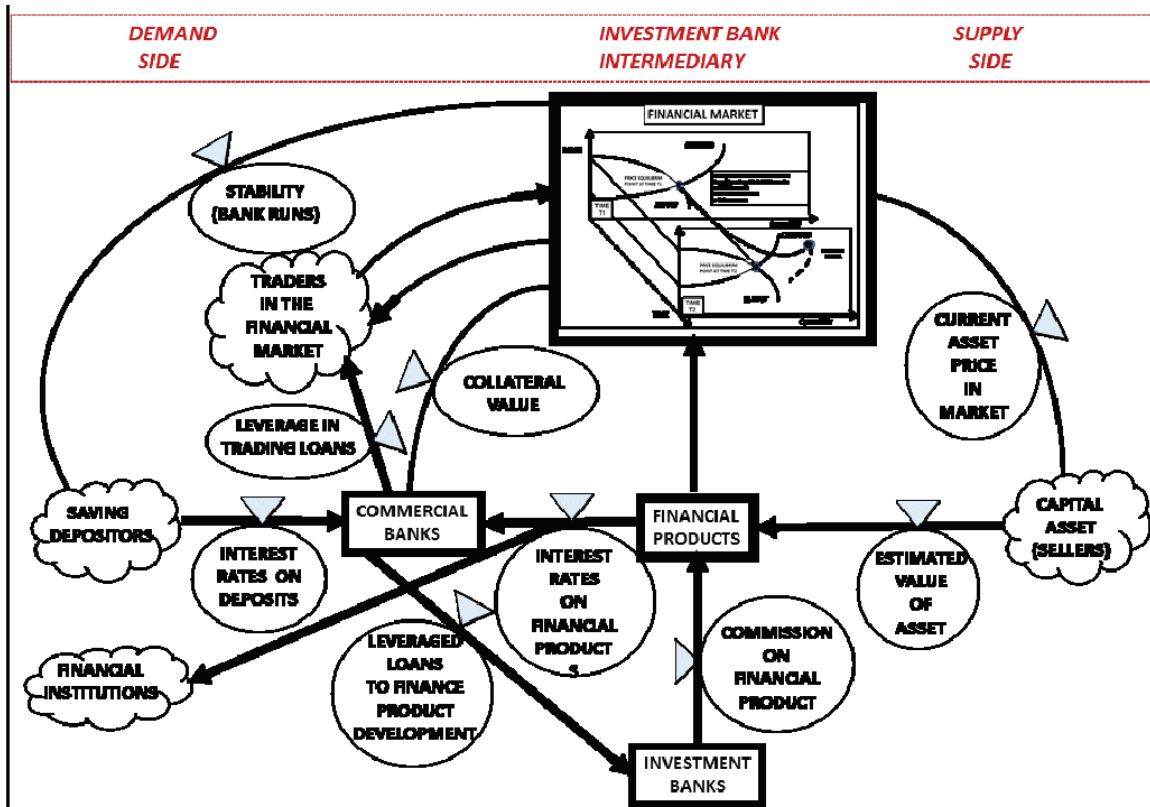 DEMAND
SIDE
INVESTMENT BANK
INTERMEDIARY
SUPPLY
SIDE
FINANCIAL MARKET
PRICE EQUILIBRIM
POINT AT TIME T1
TIME
T1
PRICE EQUILIBRIM
POINT AT TIME T2
TIME
T2
TIME
STABILITY
(BANK RUNS)
TRADERS
IN THE
FINANCIAL
MARKET
COLLATERAL
VALUE
LEVERAGE IN
TRADING LOANS
CURRENT
ASSET
PRICE
IN
MARKET
SAVING
DEPOSITORS
COMMERCIAL
BANKS
FINANCIAL
PRODUCTS
CAPITAL
ASSET
(SELLERS)
INTEREST
RATES ON
DEPOSITS
INTEREST
RATES
ON
FINANCIAL
PRODUCT
S
ESTIMATED
VALUE
OF
ASSET
FINANCIAL
INSTITUTIONS
LEVERAGED
LOANS
TO FINANCE
PRODUCT
DEVELOPMENT
COMMISSION
ON
FINANCIAL
PRODUCT
INVESTMENT
BANKS